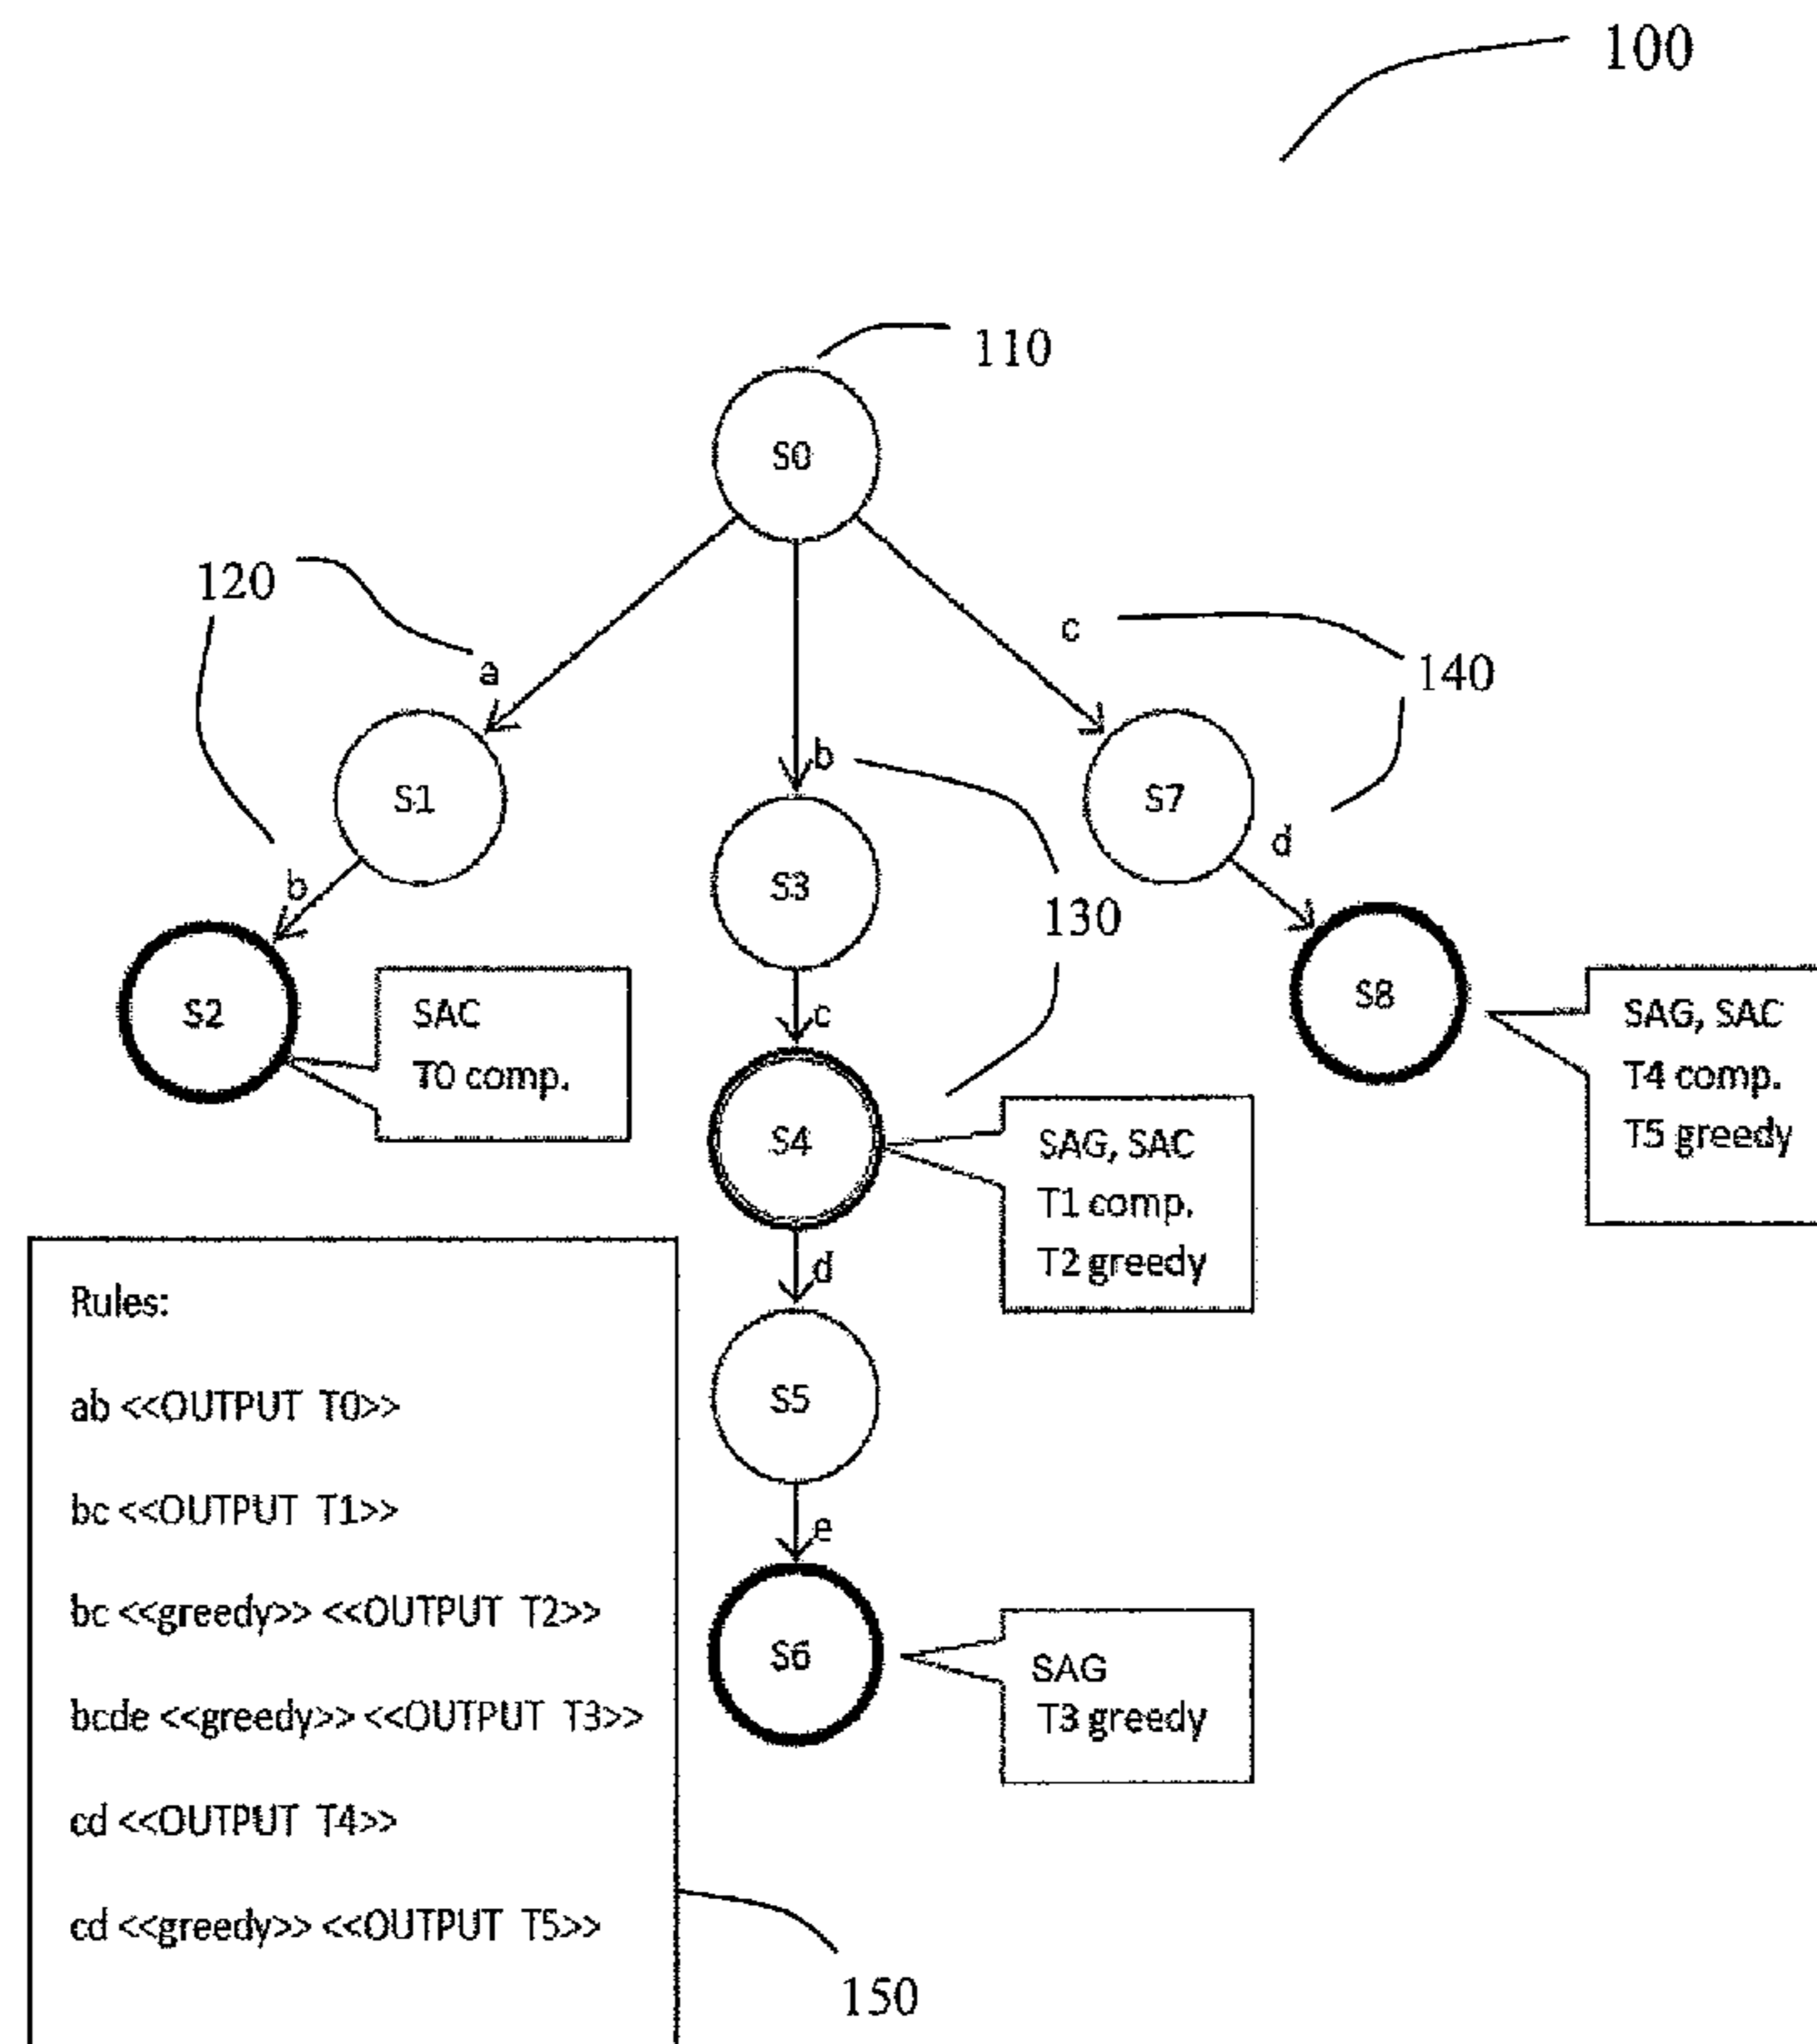 100
110
S0
120
c
140
a
b
S1
S7
d
S3
b
130
S8
S2
SAC
T0 comp.
c
SAG, SAC
T4 comp.
T5 greedy
S4
SAG, SAC
T1 comp.
T2 greedy
d
Rules:
ab <<OUTPUT T0>>
bc <<OUTPUT T1>>
bc <<greedy>> <<OUTPUT T2>>
bcde <<greedy>> <<OUTPUT T3>>
cd <<OUTPUT T4>>
cd <<greedy>> <<OUTPUT T5>>
S5
e
S6
SAG
T3 greedy
150